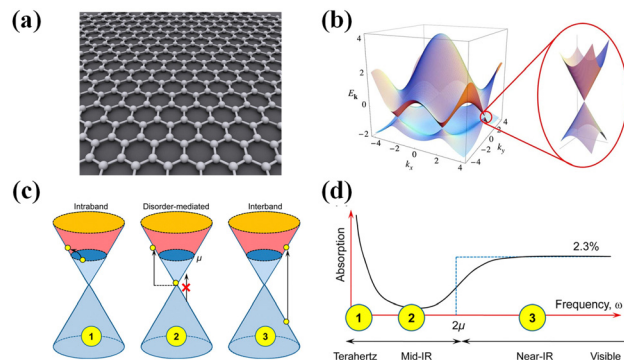 (a)
(b)
4
2
E_k
0
-2
-4
-2
0
k_x
2
4
4
2
0
k_y
-2
-4
(c)
Intraband
Disorder-mediated
Interband
μ
1
2
3
(d)
Absorption
2.3%
1
2
3
Frequency, ω
2μ
Terahertz
Mid-IR
Near-IR
Visible